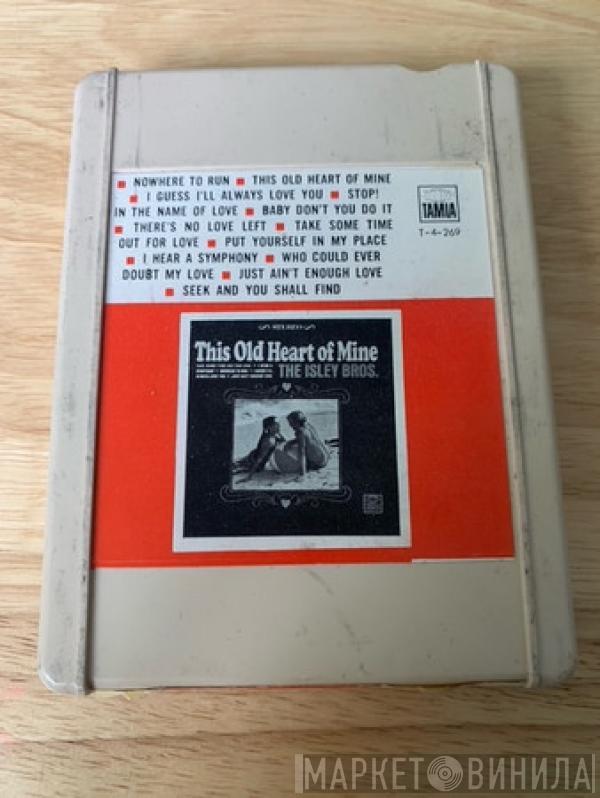 ■ NOWHERE TO RUN ■ THIS OLD HEART OF MINE
■ I GUESS I'LL ALWAYS LOVE YOU ■ STOP!
IN THE NAME OF LOVE ■ BABY DON'T YOU DO IT
■ THERE'S NO LOVE LEFT ■ TAKE SOME TIME
OUT FOR LOVE ■ PUT YOURSELF IN MY PLACE
■ I HEAR A SYMPHONY ■ WHO COULD EVER
DOUBT MY LOVE ■ JUST AIN'T ENOUGH LOVE
■ SEEK AND YOU SHALL FIND
TAMLA
T-4-269
STEREO
This Old Heart of Mine
THE ISLEY BROS.
МАРКЕТ ВИНИЛА